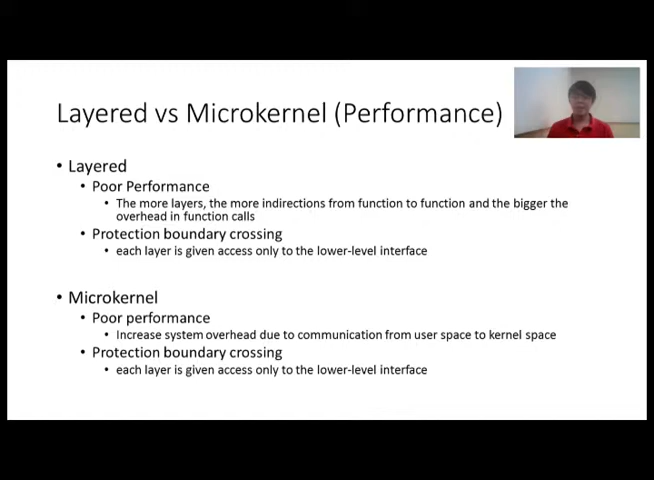 Layered vs Microkernel (Performance)
• Layered
• Poor Performance
• The more layers, the more indirections from function to function and the bigger the
overhead in function calls
• Protection boundary crossing
• each layer is given access only to the lower-level interface
• Microkernel
• Poor performance
• Increase system overhead due to communication from user space to kernel space
• Protection boundary crossing
• each layer is given access only to the lower-level interface